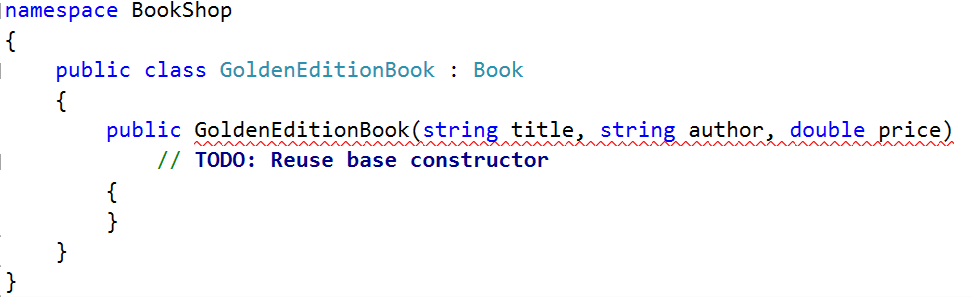 namespace BookShop
{
    public class GoldenEditionBook : Book
    {
        public GoldenEditionBook(string title, string author, double price)
            // TODO: Reuse base constructor
        {
        }
    }
}